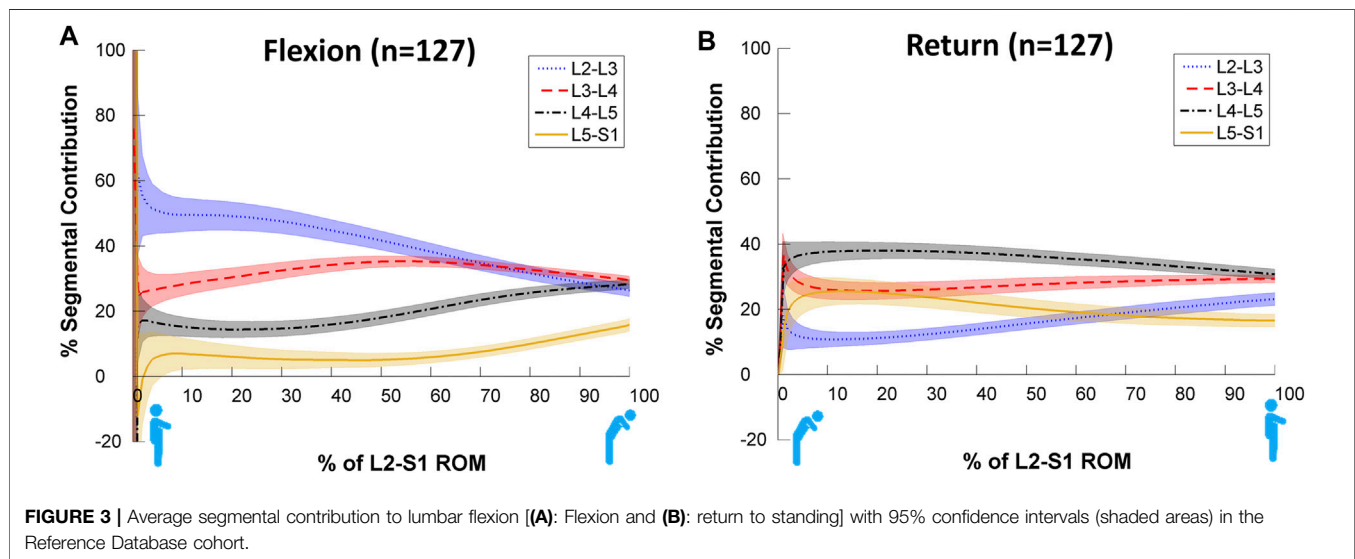 A
Flexion (n=127)
L2-L3
L3-L4
L4-L5
L5-S1
% Segmental Contribution
100
80
60
40
20
0
-20
0 10 20 30 40 50 60 70 80 90 100
% of L2-S1 ROM
B
Return (n=127)
L2-L3
L3-L4
L4-L5
L5-S1
% Segmental Contribution
100
80
60
40
20
0
-20
0 10 20 30 40 50 60 70 80 90 100
% of L2-S1 ROM
FIGURE 3 | Average segmental contribution to lumbar flexion [(A): Flexion and (B): return to standing] with 95% confidence intervals (shaded areas) in the
Reference Database cohort.